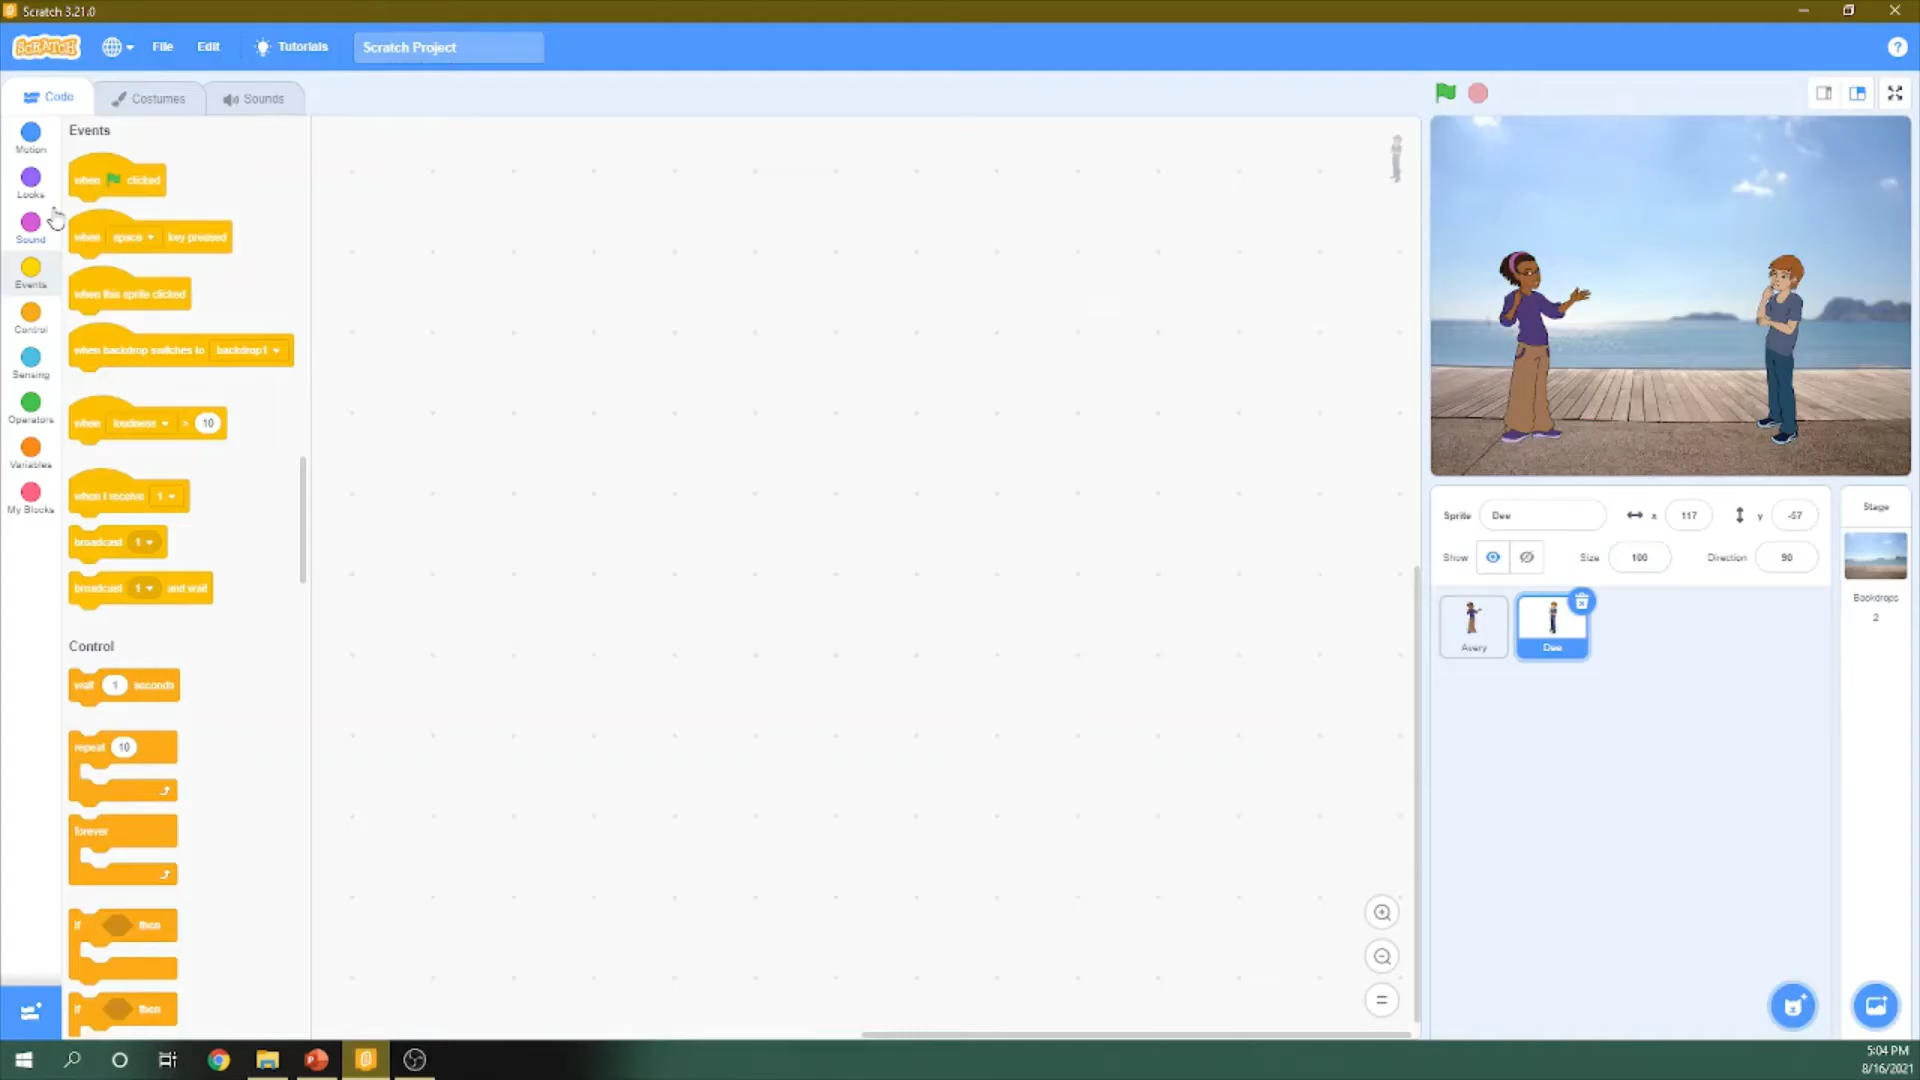 Scratch 3.21.0
SCRATCH
File
Edit
Tutorials
Scratch Project
?
Code
Costumes
Sounds
Motion
Looks
Sound
Events
Control
Sensing
Operators
Variables
My Blocks
Events
when clicked
when space key pressed
when this sprite clicked
when backdrop switches to backdrop1
when loudness > 10
when I receive 1
broadcast 1
broadcast 1 and wait
Control
wait 1 seconds
repeat 10
forever
if then
if then
Sprite Dee x 117 y -57
Show Size 100 Direction 90
Avery
Dee
Stage
Backdrops
2
5:04 PM
8/16/2021